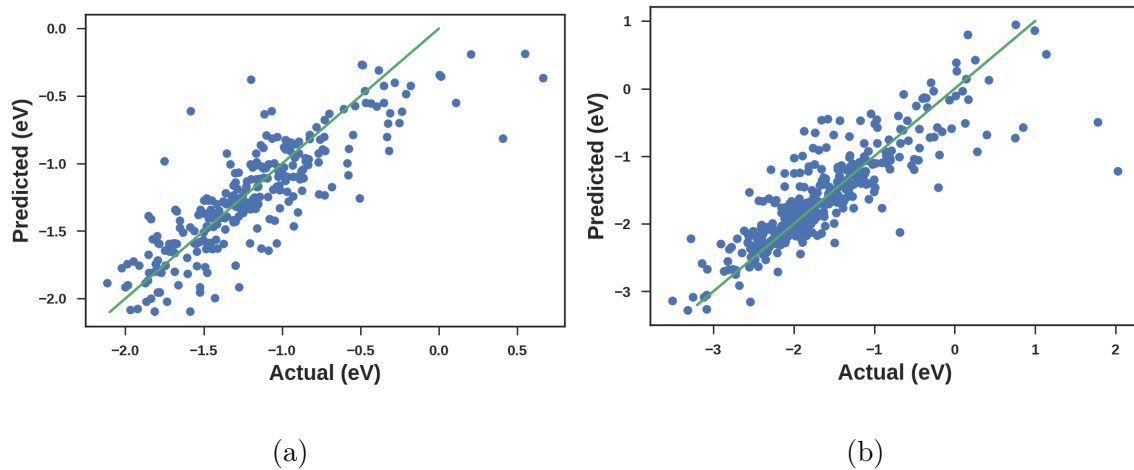 0.0
−0.5
−1.0
−1.5
−2.0
Predicted (eV)
−2.0 −1.5 −1.0 −0.5 0.0 0.5
Actual (eV)
(a)
1
0
−1
−2
−3
Predicted (eV)
−3 −2 −1 0 1 2
Actual (eV)
(b)